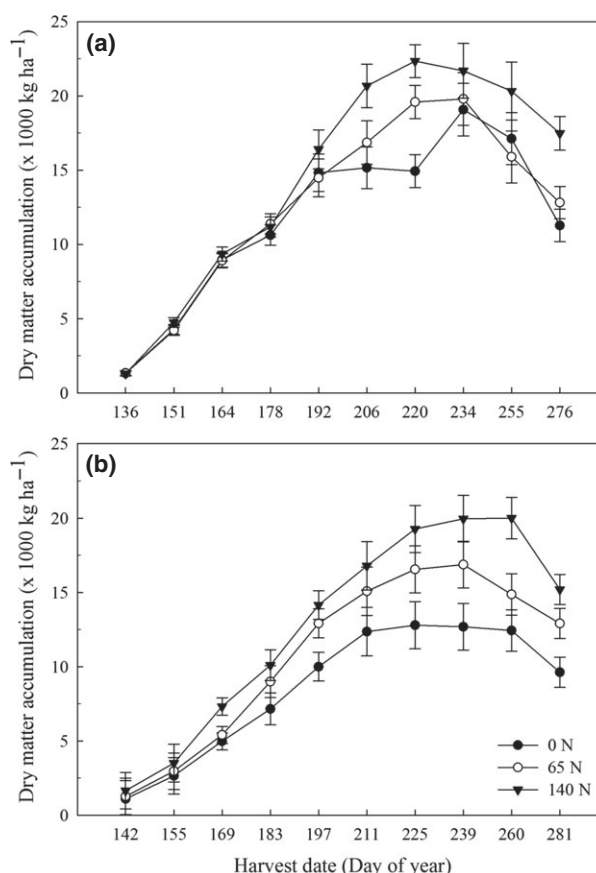 (a)
Dry matter accumulation (x 1000 kg ha⁻¹)
25
20
15
10
5
0
136 151 164 178 192 206 220 234 255 276
(b)
Dry matter accumulation (x 1000 kg ha⁻¹)
25
20
15
10
5
0
0 N
65 N
140 N
142 155 169 183 197 211 225 239 260 281
Harvest date (Day of year)